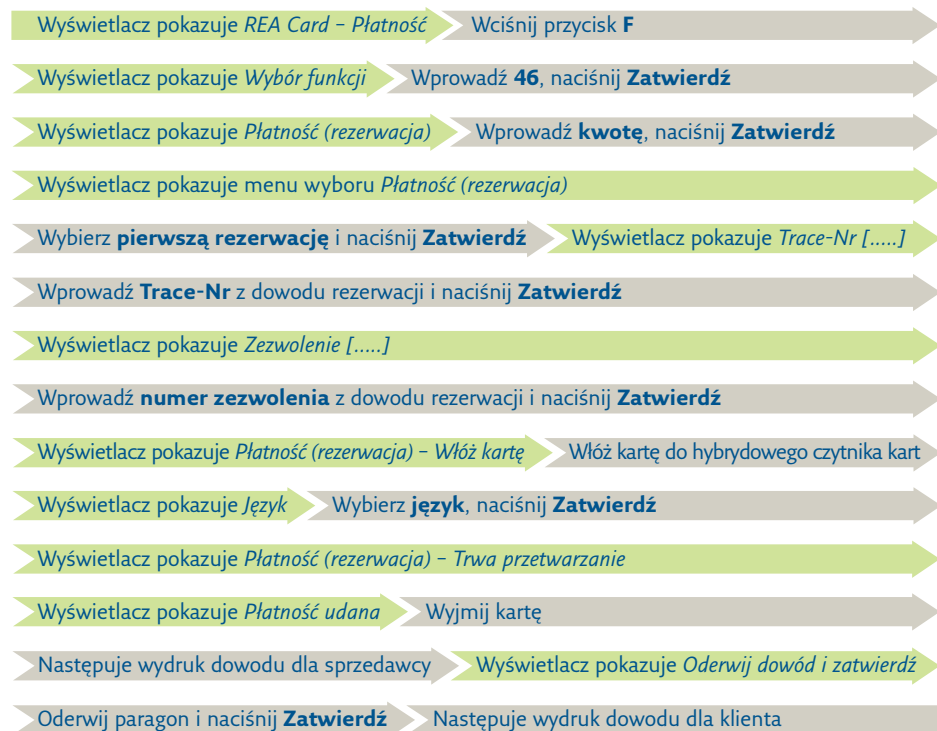 Wyświetlacz pokazuje REA Card – Płatność Wciśnij przycisk F
Wyświetlacz pokazuje Wybór funkcji Wprowadź 46, naciśnij Zatwierdź
Wyświetlacz pokazuje Płatność (rezerwacja) Wprowadź kwotę, naciśnij Zatwierdź
Wyświetlacz pokazuje menu wyboru Płatność (rezerwacja)
Wybierz pierwszą rezerwację i naciśnij Zatwierdź Wyświetlacz pokazuje Trace-Nr [.....]
Wprowadź Trace-Nr z dowodu rezerwacji i naciśnij Zatwierdź
Wyświetlacz pokazuje Zezwolenie [.....]
Wprowadź numer zezwolenia z dowodu rezerwacji i naciśnij Zatwierdź
Wyświetlacz pokazuje Płatność (rezerwacja) – Włóż kartę Włóż kartę do hybrydowego czytnika kart
Wyświetlacz pokazuje Język Wybierz język, naciśnij Zatwierdź
Wyświetlacz pokazuje Płatność (rezerwacja) – Trwa przetwarzanie
Wyświetlacz pokazuje Płatność udana Wyjmij kartę
Następuje wydruk dowodu dla sprzedawcy Wyświetlacz pokazuje Oderwij dowód i zatwierdź
Oderwij paragon i naciśnij Zatwierdź Następuje wydruk dowodu dla klienta